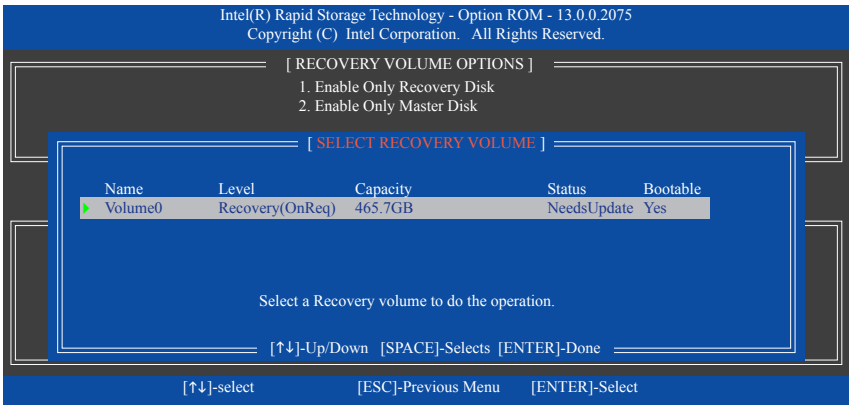 Intel(R) Rapid Storage Technology - Option ROM - 13.0.0.2075
Copyright (C) Intel Corporation. All Rights Reserved.
[ RECOVERY VOLUME OPTIONS ]
1. Enable Only Recovery Disk
2. Enable Only Master Disk
[ SELECT RECOVERY VOLUME ]
Name Level Capacity Status Bootable
Volume0 Recovery(OnReq) 465.7GB NeedsUpdate Yes
Select a Recovery volume to do the operation.
[↑↓]-Up/Down [SPACE]-Selects [ENTER]-Done
[↑↓]-select [ESC]-Previous Menu [ENTER]-Select